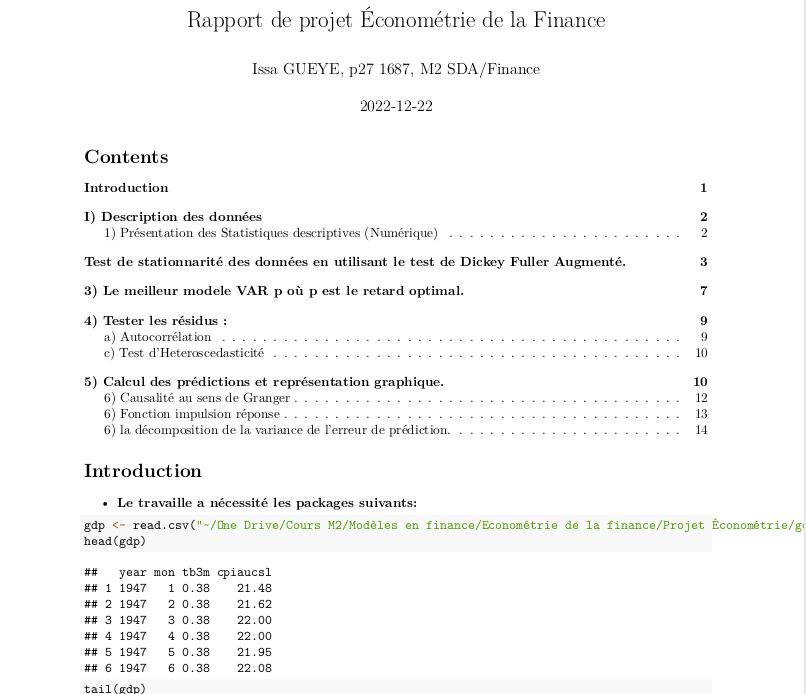 Rapport de projet Économétrie de la Finance
Issa GUEYE, p27 1687, M2 SDA/Finance
2022-12-22
Contents
Introduction 1
I) Description des données 2
1) Présentation des Statistiques descriptives (Numérique) . . . . . . . . . . . . . . . . . . . . . 2
Test de stationnarité des données en utilisant le test de Dickey Fuller Augmenté. 3
3) Le meilleur modele VAR p où p est le retard optimal. 7
4) Tester les résidus : 9
a) Autocorrélation . . . . . . . . . . . . . . . . . . . . . . . . . . . . . . . . . . . . . . . . 9
c) Test d'Heteroscedasticité . . . . . . . . . . . . . . . . . . . . . . . . . . . . . . . . . . . . 10
5) Calcul des prédictions et représentation graphique. 10
6) Causalité au sens de Granger . . . . . . . . . . . . . . . . . . . . . . . . . . . . . . . . . . 12
6) Fonction impulsion réponse . . . . . . . . . . . . . . . . . . . . . . . . . . . . . . . . . . . 13
6) la décomposition de la variance de l'erreur de prédiction. . . . . . . . . . . . . . . . . . . . . 14
Introduction
• Le travaille a nécessité les packages suivants:
gdp <- read.csv("~/One Drive/Cours M2/Modèles en finance/Econométrie de la finance/Projet Économétrie/g
head(gdp)
## year mon tb3m cpiaucsl
## 1 1947 1 0.38 21.48
## 2 1947 2 0.38 21.62
## 3 1947 3 0.38 22.00
## 4 1947 4 0.38 22.00
## 5 1947 5 0.38 21.95
## 6 1947 6 0.38 22.08
tail(gdp)